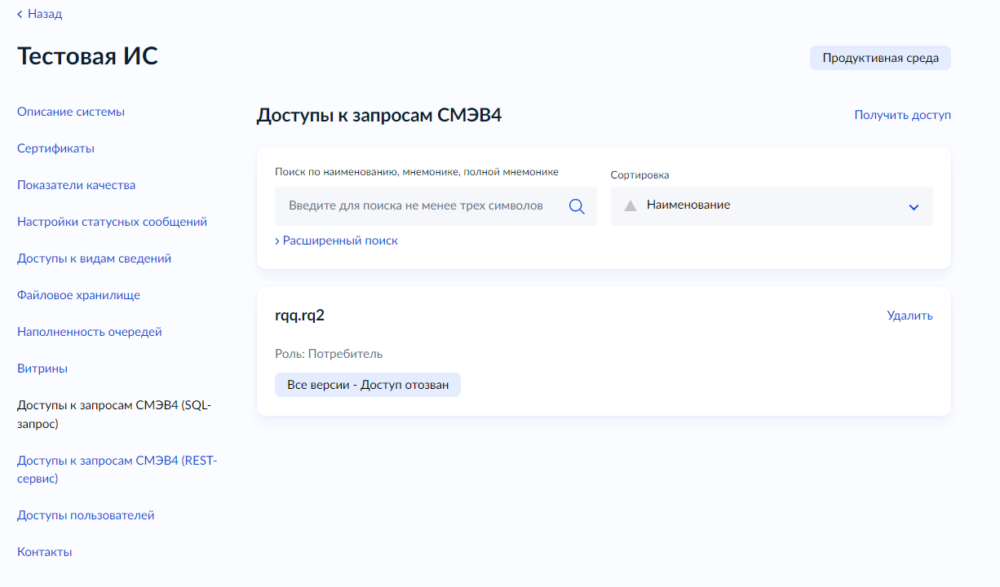 Назад
Тестовая ИС
Продуктивная среда
Описание системы
Сертификаты
Показатели качества
Настройки статусных сообщений
Доступы к видам сведений
Файловое хранилище
Наполненность очередей
Витрины
Доступы к запросам СМЭВ4 (SQL-
запрос)
Доступы к запросам СМЭВ4 (REST-
сервис)
Доступы пользователей
Контакты
Доступы к запросам СМЭВ4
Получить доступ
Поиск по наименованию, мнемонике, полной мнемонике
Введите для поиска не менее трех символов
Сортировка
Наименование
Расширенный поиск
rqq.rq2
Удалить
Роль: Потребитель
Все версии - Доступ отозван